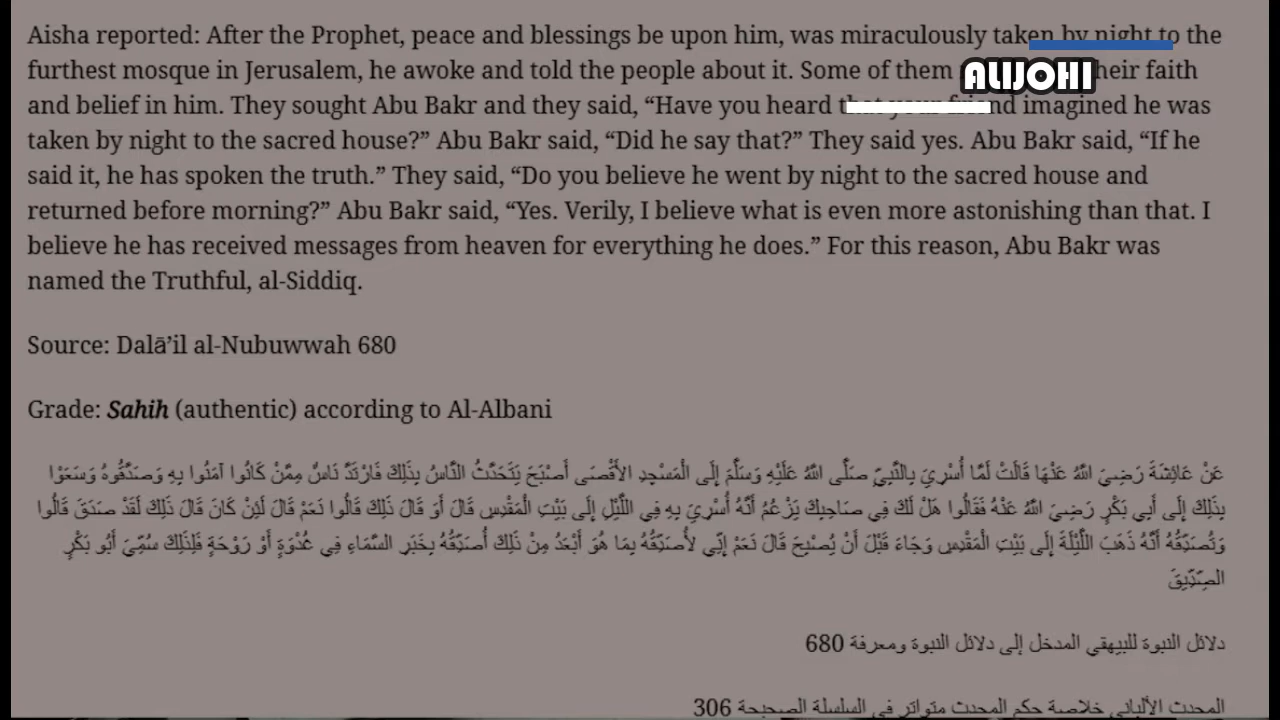 Aisha reported: After the Prophet, peace and blessings be upon him, was miraculously taken by night to the
furthest mosque in Jerusalem, he awoke and told the people about it. Some of them their faith
ALIJOHI
and belief in him. They sought Abu Bakr and they said, “Have you heard that your friend imagined he was
taken by night to the sacred house?” Abu Bakr said, “Did he say that?” They said yes. Abu Bakr said, “If he
said it, he has spoken the truth.” They said, “Do you believe he went by night to the sacred house and
returned before morning?” Abu Bakr said, “Yes. Verily, I believe what is even more astonishing than that. I
believe he has received messages from heaven for everything he does.” For this reason, Abu Bakr was
named the Truthful, al-Siddiq.
Source: Dalā’il al-Nubuwwah 680
Grade: Sahih (authentic) according to Al-Albani
عَنْ عَائِشَةَ رَضِيَ اللَّهُ عَنْهَا قَالَتْ لَمَّا أُسْرِيَ بِالنَّبِيِّ صَلَّى اللَّهُ عَلَيْهِ وَسَلَّمَ إِلَى الْمَسْجِدِ الأَقْصَى أَصْبَحَ يَتَحَدَّثُ النَّاسُ بِذَلِكَ فَارْتَدَّ نَاسٌ مِمَّنْ كَانُوا آمَنُوا بِهِ وَصَدَّقُوهُ وَسَعَوْا
بِذَلِكَ إِلَى أَبِي بَكْرٍ رَضِيَ اللَّهُ عَنْهُ فَقَالُوا هَلْ لَكَ فِي صَاحِبِكَ يَزْعُمُ أَنَّهُ أُسْرِيَ بِهِ فِي اللَّيْلِ إِلَى بَيْتِ الْمَقْدِسِ قَالَ أَوَ قَالَ ذَلِكَ قَالُوا نَعَمْ قَالَ لَئِنْ كَانَ قَالَ ذَلِكَ لَقَدْ صَدَقَ قَالُوا
وَتُصَدِّقُهُ أَنَّهُ ذَهَبَ اللَّيْلَةَ إِلَى بَيْتِ الْمَقْدِسِ وَجَاءَ قَبْلَ أَنْ يُصْبِحَ قَالَ نَعَمْ إِنِّي لأُصَدِّقُهُ بِمَا هُوَ أَبْعَدُ مِنْ ذَلِكَ أُصَدِّقُهُ بِخَبَرِ السَّمَاءِ فِي غُدْوَةٍ أَوْ رَوْحَةٍ فَلِذَلِكَ سُمِّيَ أَبُو بَكْرٍ
الصِّدِّيقَ
680 دلائل النبوة للبيهقي المدخل إلى دلائل النبوة ومعرفة
306 المحدث الألباني خلاصة حكم المحدث متواتر في السلسلة الصحيحة